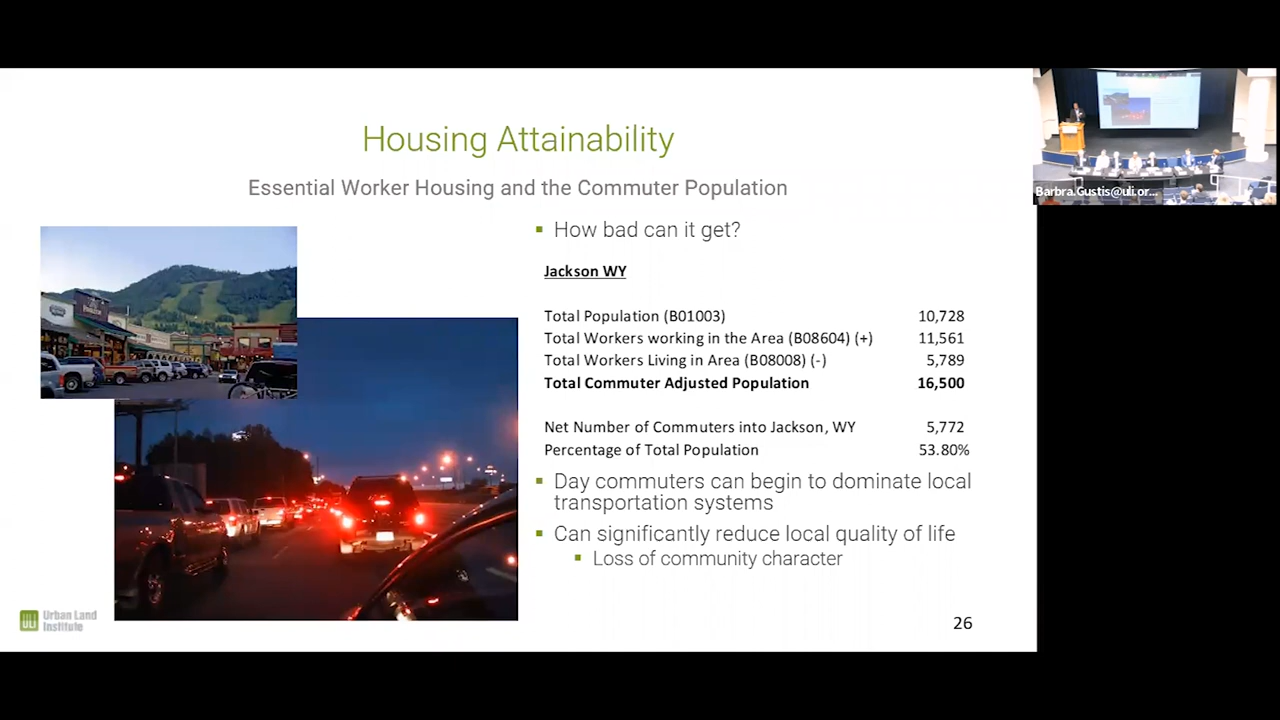 Housing Attainability
Essential Worker Housing and the Commuter Population
How bad can it get?
Jackson WY
Total Population (B01003) 10,728
Total Workers working in the Area (B08604) (+) 11,561
Total Workers Living in Area (B08008) (-) 5,789
Total Commuter Adjusted Population 16,500
Net Number of Commuters into Jackson, WY 5,772
Percentage of Total Population 53.80%
Day commuters can begin to dominate local
transportation systems
Can significantly reduce local quality of life
Loss of community character
ULI Urban Land
Institute
26
Barbra.Gustis@uli.or...